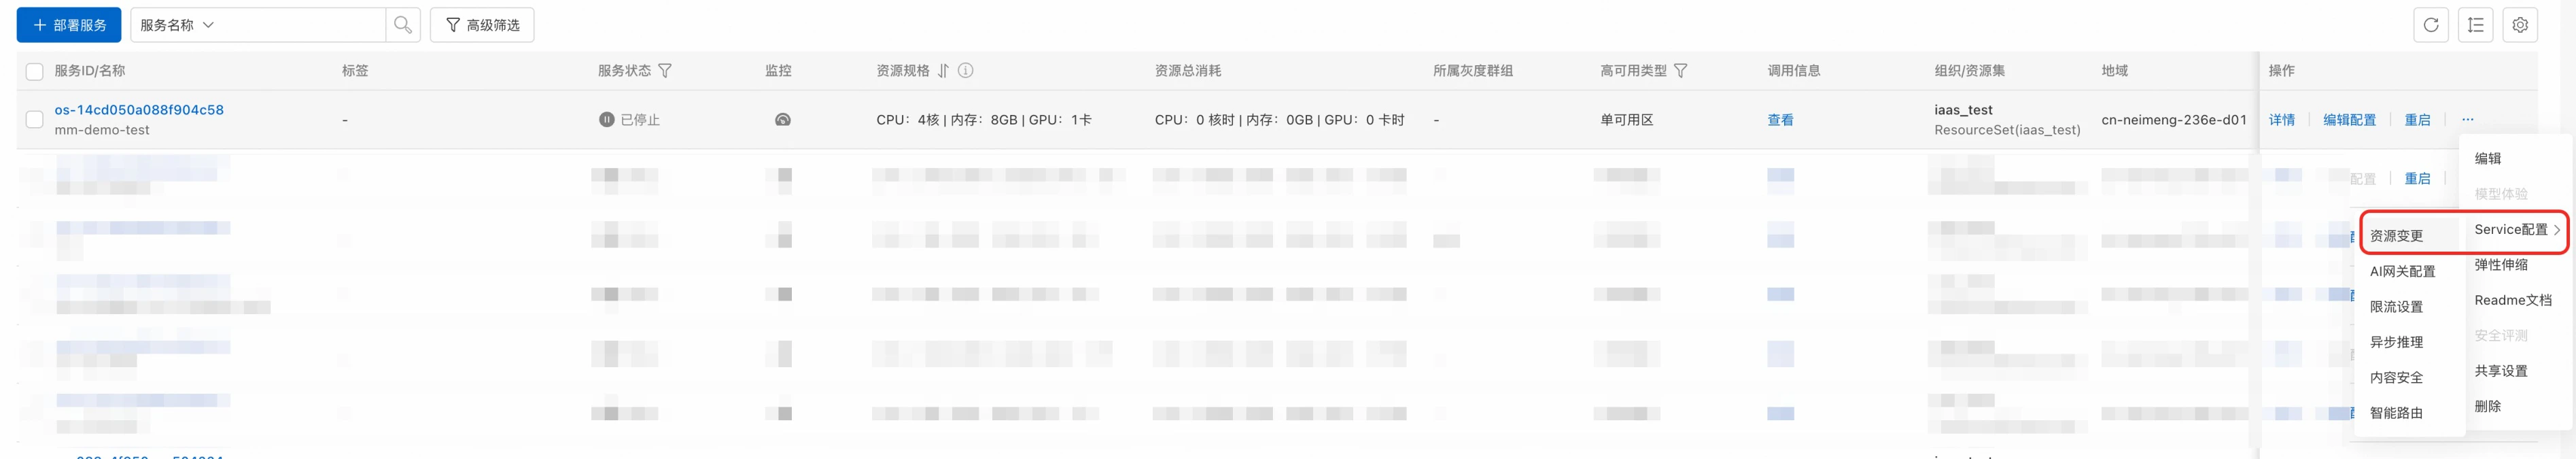 + 部署服务
服务名称
高级筛选
服务ID/名称 标签 服务状态 监控 资源规格 资源总消耗 所属灰度群组 高可用类型 调用信息 组织/资源集 地域 操作
os-14cd050a088f904c58
mm-demo-test
-
已停止
CPU: 4核 | 内存: 8GB | GPU: 1卡
CPU: 0 核时 | 内存: 0GB | GPU: 0 卡时
-
单可用区
查看
iaas_test
ResourceSet(iaas_test)
cn-neimeng-236e-d01
详情 编辑配置 重启 ...
配置 重启
编辑
模型体验
Service配置 >
弹性伸缩
Readme文档
安全评测
共享设置
删除
资源变更
AI网关配置
限流设置
异步推理
内容安全
智能路由